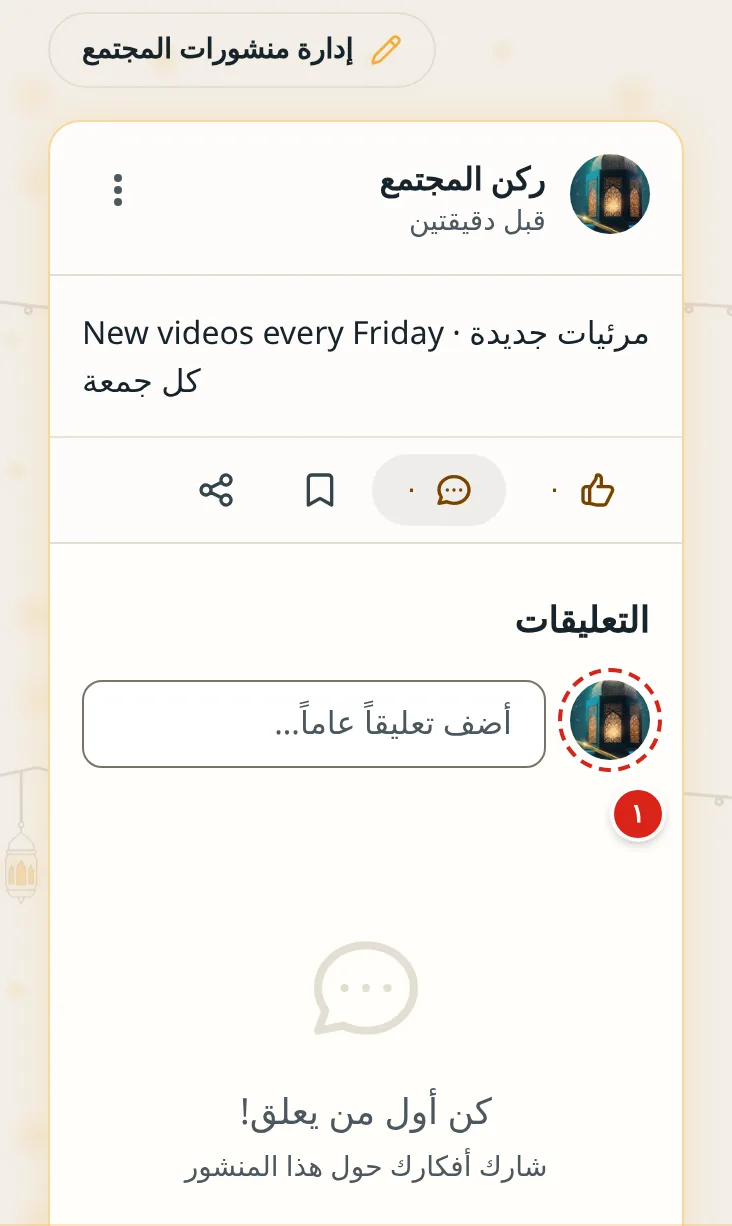 إدارة منشورات المجتمع
ركن المجتمع
قبل دقيقتين
New videos every Friday · مرئيات جديدة
كل جمعة
·
·
التعليقات
أضف تعليقاً عاماً...
١
كن أول من يعلق!
شارك أفكارك حول هذا المنشور